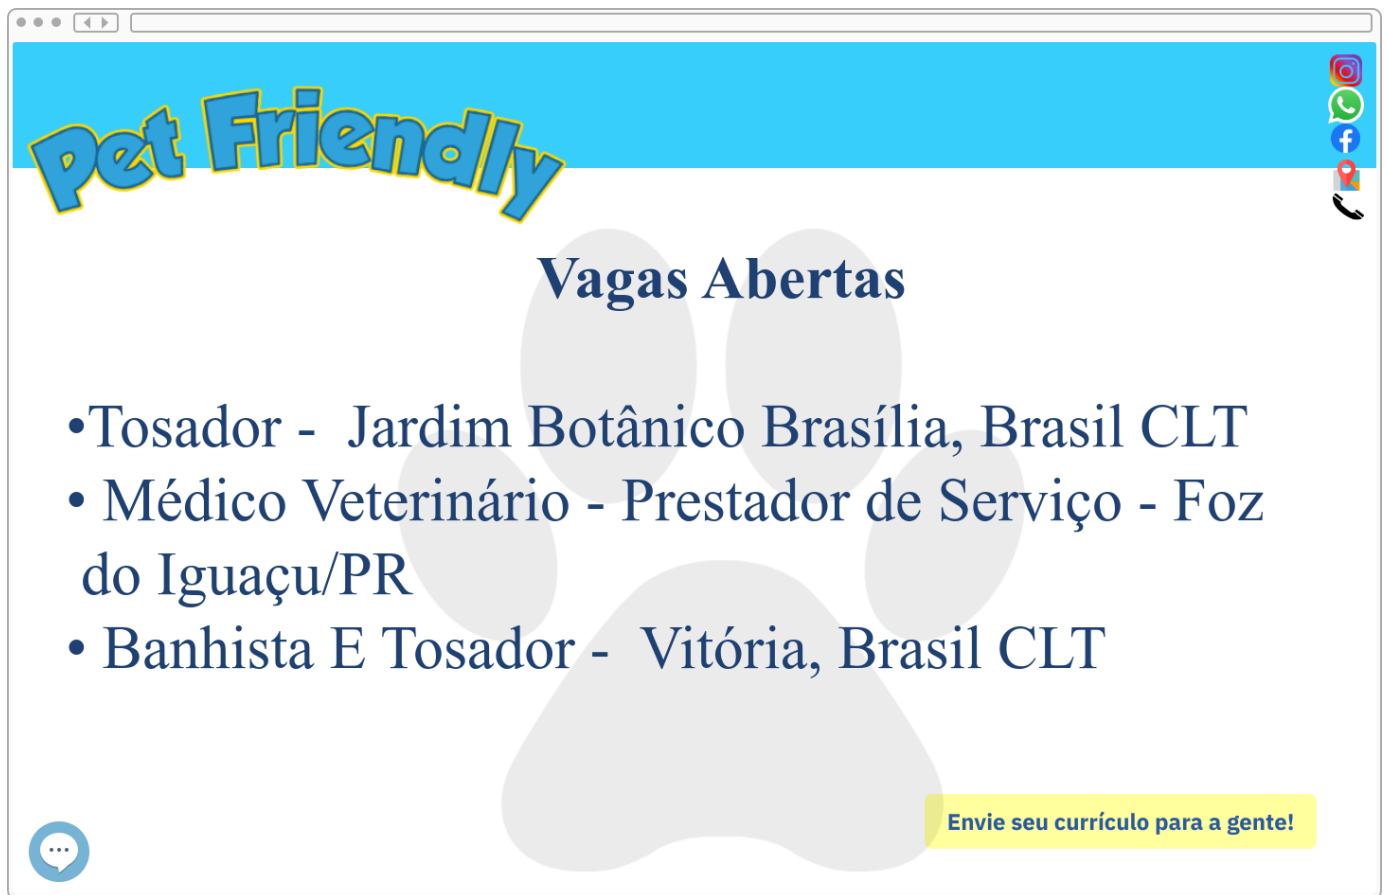 Pet Friendly
Vagas Abertas
•Tosador - Jardim Botânico Brasília, Brasil CLT
• Médico Veterinário - Prestador de Serviço - Foz
do Iguaçu/PR
• Banhista E Tosador - Vitória, Brasil CLT
Envie seu currículo para a gente!